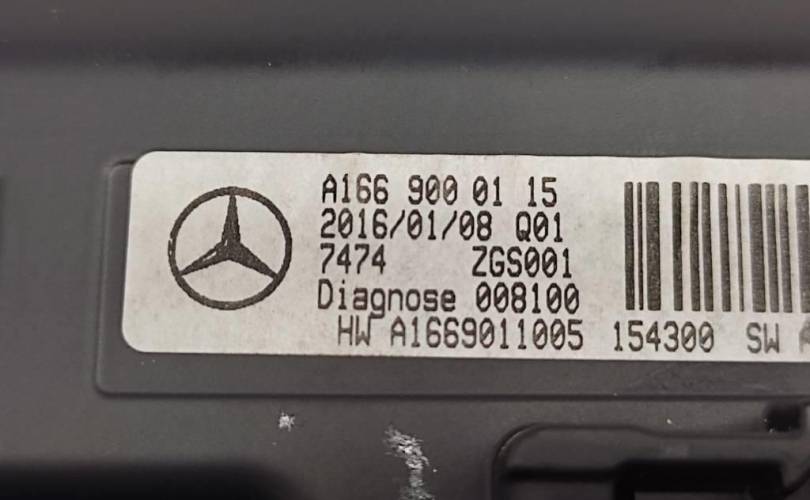 A166 900 01 15
2016/01/08 Q01
7474 ZGS001
Diagnose 008100
HW A1669011005 154300 SW